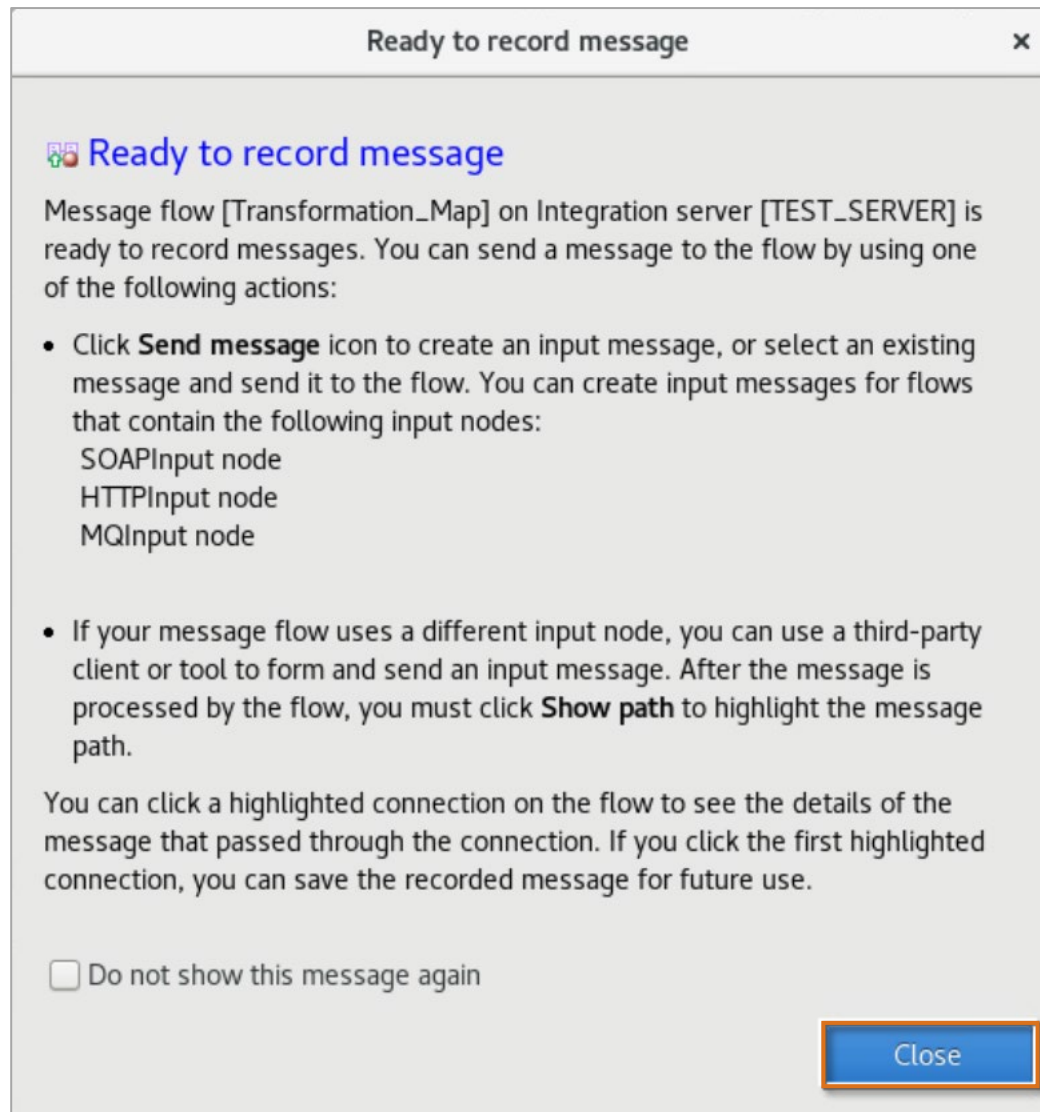 Ready to record message
Ready to record message
Message flow [Transformation_Map] on Integration server [TEST_SERVER] is
ready to record messages. You can send a message to the flow by using one
of the following actions:
• Click Send message icon to create an input message, or select an existing
message and send it to the flow. You can create input messages for flows
that contain the following input nodes:
SOAPInput node
HTTPInput node
MQInput node
• If your message flow uses a different input node, you can use a third-party
client or tool to form and send an input message. After the message is
processed by the flow, you must click Show path to highlight the message
path.
You can click a highlighted connection on the flow to see the details of the
message that passed through the connection. If you click the first highlighted
connection, you can save the recorded message for future use.
Do not show this message again
Close